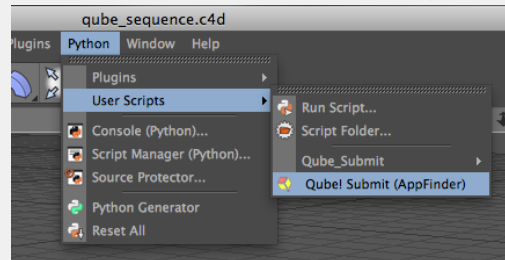 qube_sequence.c4d
Plugins Python Window Help
Plugins
User Scripts
Console (Python)...
Script Manager (Python)...
Source Protector...
Python Generator
Reset All
Run Script...
Script Folder...
Qube_Submit
Qube! Submit (AppFinder)